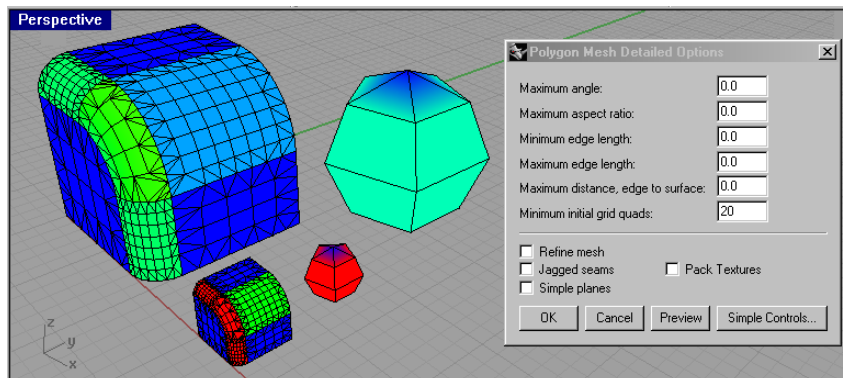 Perspective
Polygon Mesh Detailed Options
Maximum angle: 0.0
Maximum aspect ratio: 0.0
Minimum edge length: 0.0
Maximum edge length: 0.0
Maximum distance, edge to surface: 0.0
Minimum initial grid quads: 20
Refine mesh
Jagged seams Pack Textures
Simple planes
OK Cancel Preview Simple Controls...
z
y
x